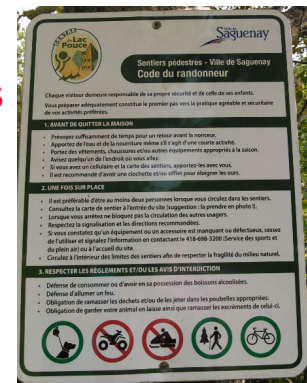 CENTRE
du Lac
Pouce
Ville de
Saguenay
Sentiers pédestres - Ville de Saguenay
Code du randonneur
Chaque visiteur demeure responsable de sa propre sécurité et de celle de ses enfants.
Vous préparer adéquatement constitue le premier pas vers la pratique agréable et sécuritaire
de vos activités préférées.
1. AVANT DE QUITTER LA MAISON
• Prévoyez suffisamment de temps pour un retour avant la noirceur.
• Apportez de l'eau et de la nourriture même s'il s'agit d'une courte activité.
• Portez des vêtements, chaussures et/ou autres équipements appropriés à la saison.
• Avisez quelqu'un de l'endroit où vous allez.
• Si vous avez un cellulaire et la carte des sentiers, apportez-les avec vous.
• Il est recommandé d'avoir une clochette et/ou sifflet pour éloigner les ours.
2. UNE FOIS SUR PLACE
• Il est préférable d'être au moins deux personnes lorsque vous circulez dans les sentiers.
• Consultez la carte de sentier à l'entrée du site [suggestion : la prendre en photo !].
• Lorsque vous arrêtez ne bloquez pas la circulation des autres usagers.
• Respectez la signalisation et les directions recommandées.
• Si vous constatez qu'un équipement ou un accessoire est manquant ou défectueux, cessez
de l'utiliser et signalez l'information en contactant le 418-698-3200 (Service des sports et
du plein air) ou à l'accueil du site.
• Circulez à l'intérieur des limites des sentiers afin de respecter la fragilité du milieu naturel.
3. RESPECTER LES RÈGLEMENTS ET/OU LES AVIS D'INTERDICTION
• Défense de consommer ou d'avoir en sa possession des boissons alcoolisées.
• Défense d'allumer un feu.
• Obligation de ramasser les déchets et/ou de les jeter dans les poubelles appropriées.
• Obligation de garder votre animal en laisse ainsi que ramasser les excréments de celui-ci.